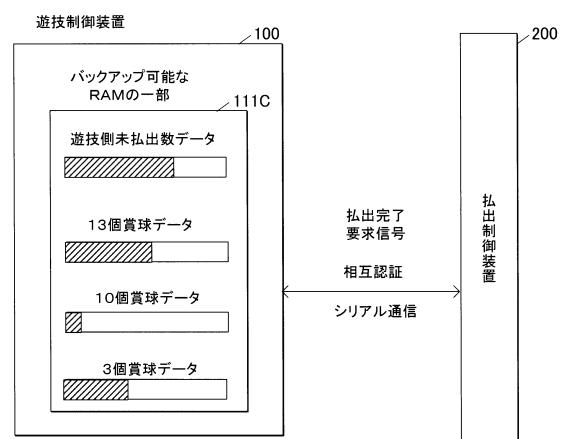 遊技制御装置
100
200
バックアップ可能な
RAMの一部
111C
遊技側未払出数データ
13個賞球データ
10個賞球データ
3個賞球データ
払出完了
要求信号
相互認証
シリアル通信
払出制御装置